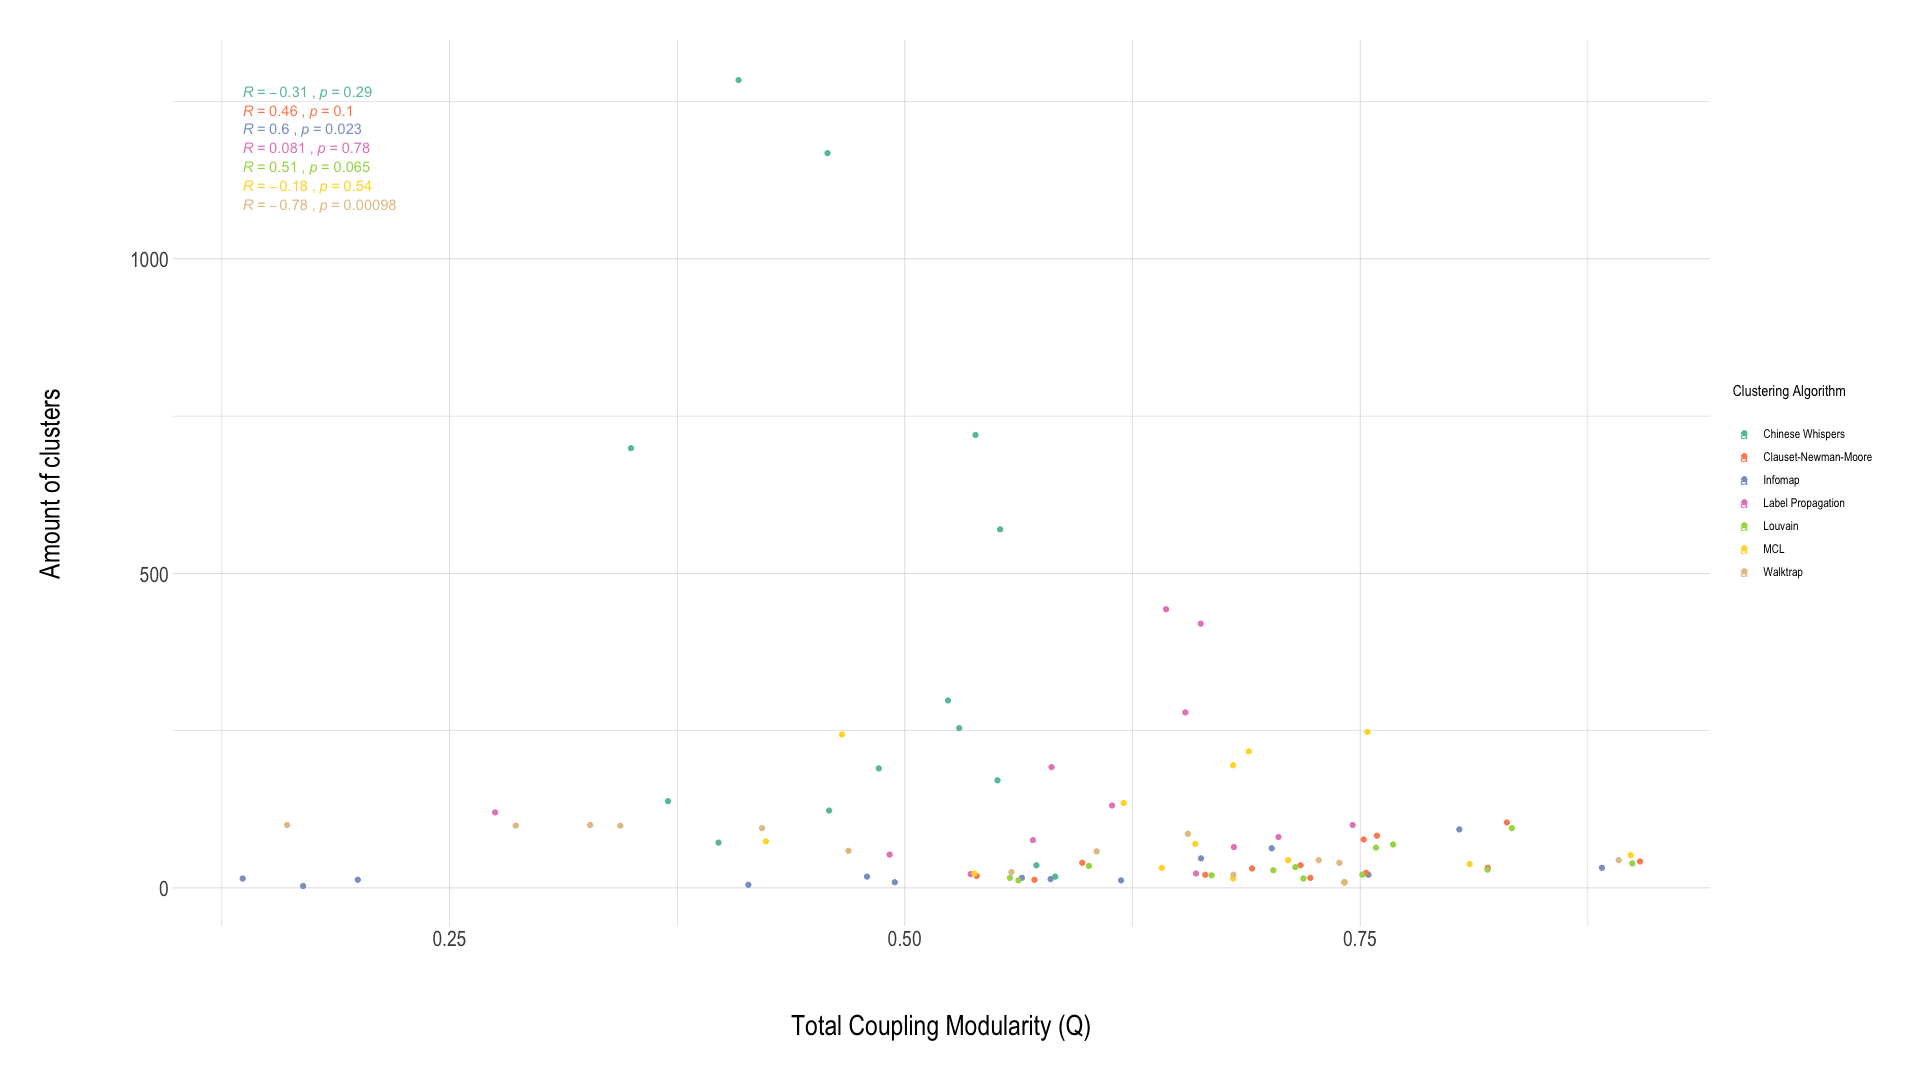 R = −0.31 , p = 0.29
R = 0.46 , p = 0.1
R = 0.6 , p = 0.023
R = 0.081 , p = 0.78
R = 0.51 , p = 0.065
R = −0.18 , p = 0.54
R = −0.78 , p = 0.00098
1000
500
0
Amount of clusters
0.25 0.50 0.75
Total Coupling Modularity (Q)
Clustering Algorithm
Chinese Whispers
Clauset-Newman-Moore
Infomap
Label Propagation
Louvain
MCL
Walktrap